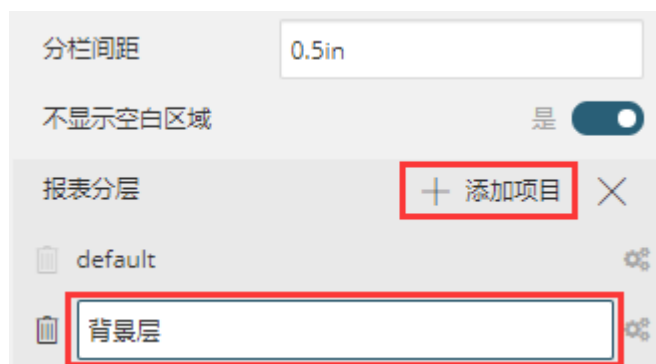 分栏间距 0.5in
不显示空白区域 是
报表分层 添加项目
default
背景层